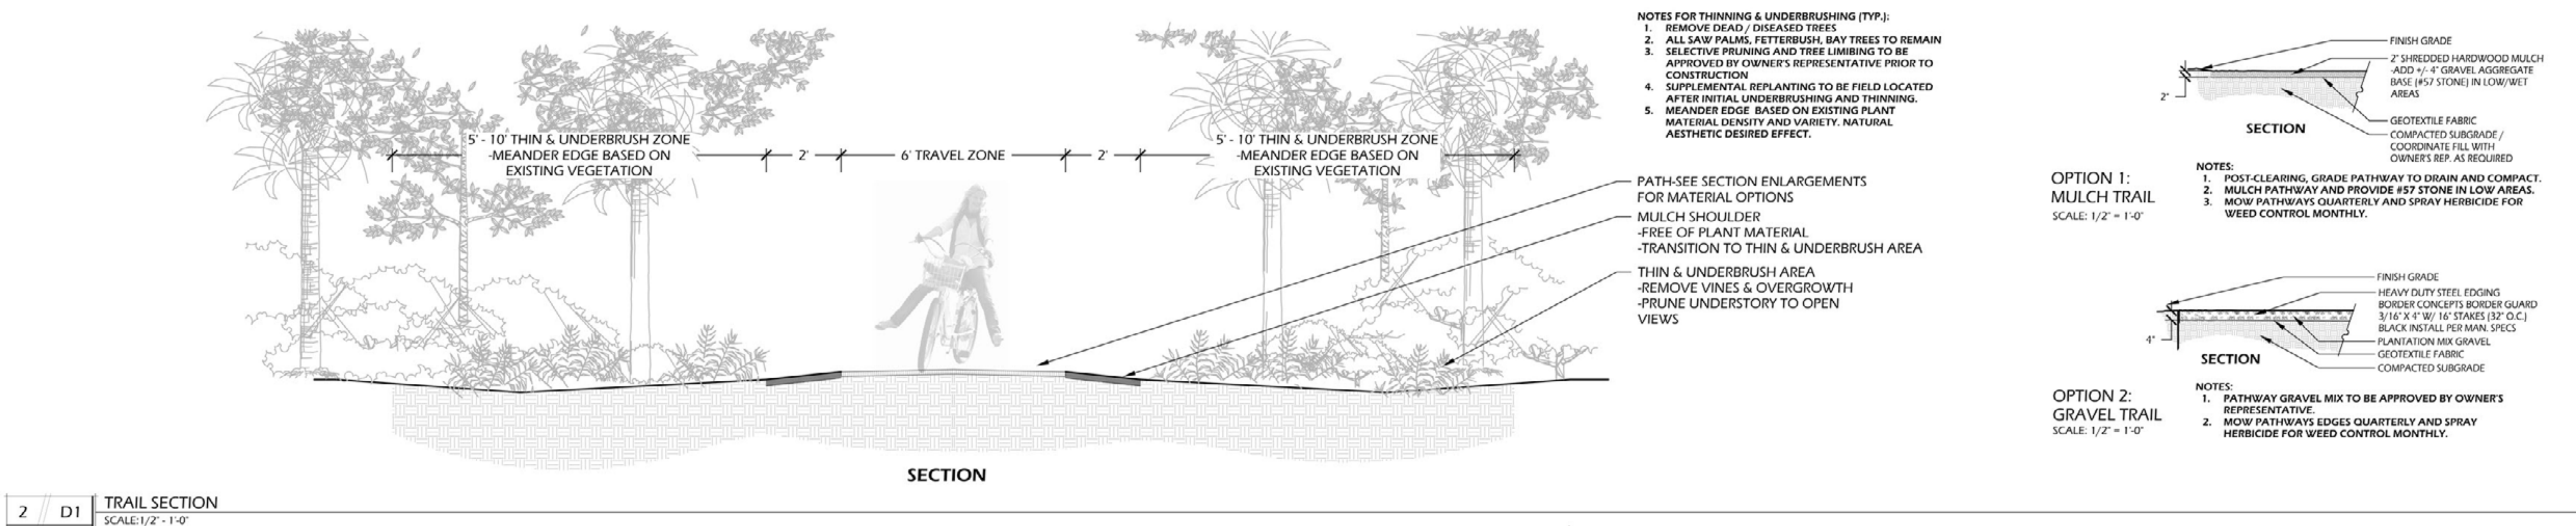 5' - 10' THIN & UNDERBRUSH ZONE
-MEANDER EDGE BASED ON
EXISTING VEGETATION
2'
6' TRAVEL ZONE
2'
5' - 10' THIN & UNDERBRUSH ZONE
-MEANDER EDGE BASED ON
EXISTING VEGETATION
NOTES FOR THINNING & UNDERBRUSHING (TYP.):
1. REMOVE DEAD / DISEASED TREES
2. ALL SAW PALMS, FETTERBUSH, BAY TREES TO REMAIN
3. SELECTIVE PRUNING AND TREE LIMIBING TO BE
APPROVED BY OWNER'S REPRESENTATIVE PRIOR TO
CONSTRUCTION
4. SUPPLEMENTAL REPLANTING TO BE FIELD LOCATED
AFTER INITIAL UNDERBRUSHING AND THINNING.
5. MEANDER EDGE BASED ON EXISTING PLANT
MATERIAL DENSITY AND VARIETY. NATURAL
AESTHETIC DESIRED EFFECT.
PATH-SEE SECTION ENLARGEMENTS
FOR MATERIAL OPTIONS
MULCH SHOULDER
-FREE OF PLANT MATERIAL
-TRANSITION TO THIN & UNDERBRUSH AREA
THIN & UNDERBRUSH AREA
-REMOVE VINES & OVERGROWTH
-PRUNE UNDERSTORY TO OPEN
VIEWS
SECTION
2 // D1
TRAIL SECTION
SCALE:1/2" - 1'-0"
FINISH GRADE
2" SHREDDED HARDWOOD MULCH
-ADD +/- 4" GRAVEL AGGREGATE
BASE (#57 STONE) IN LOW/WET
AREAS
GEOTEXTILE FABRIC
COMPACTED SUBGRADE /
COORDINATE FILL WITH
OWNER'S REP. AS REQUIRED
2"
SECTION
OPTION 1:
MULCH TRAIL
SCALE: 1/2" = 1'-0"
NOTES:
1. POST-CLEARING, GRADE PATHWAY TO DRAIN AND COMPACT.
2. MULCH PATHWAY AND PROVIDE #57 STONE IN LOW AREAS.
3. MOW PATHWAYS QUARTERLY AND SPRAY HERBICIDE FOR
WEED CONTROL MONTHLY.
FINISH GRADE
HEAVY DUTY STEEL EDGING
BORDER CONCEPTS BORDER GUARD
3/16" X 4" W/ 16" STAKES (32" O.C.)
BLACK INSTALL PER MAN. SPECS
PLANTATION MIX GRAVEL
GEOTEXTILE FABRIC
COMPACTED SUBGRADE
4"
SECTION
OPTION 2:
GRAVEL TRAIL
SCALE: 1/2" = 1'-0"
NOTES:
1. PATHWAY GRAVEL MIX TO BE APPROVED BY OWNER'S
REPRESENTATIVE.
2. MOW PATHWAYS EDGES QUARTERLY AND SPRAY
HERBICIDE FOR WEED CONTROL MONTHLY.